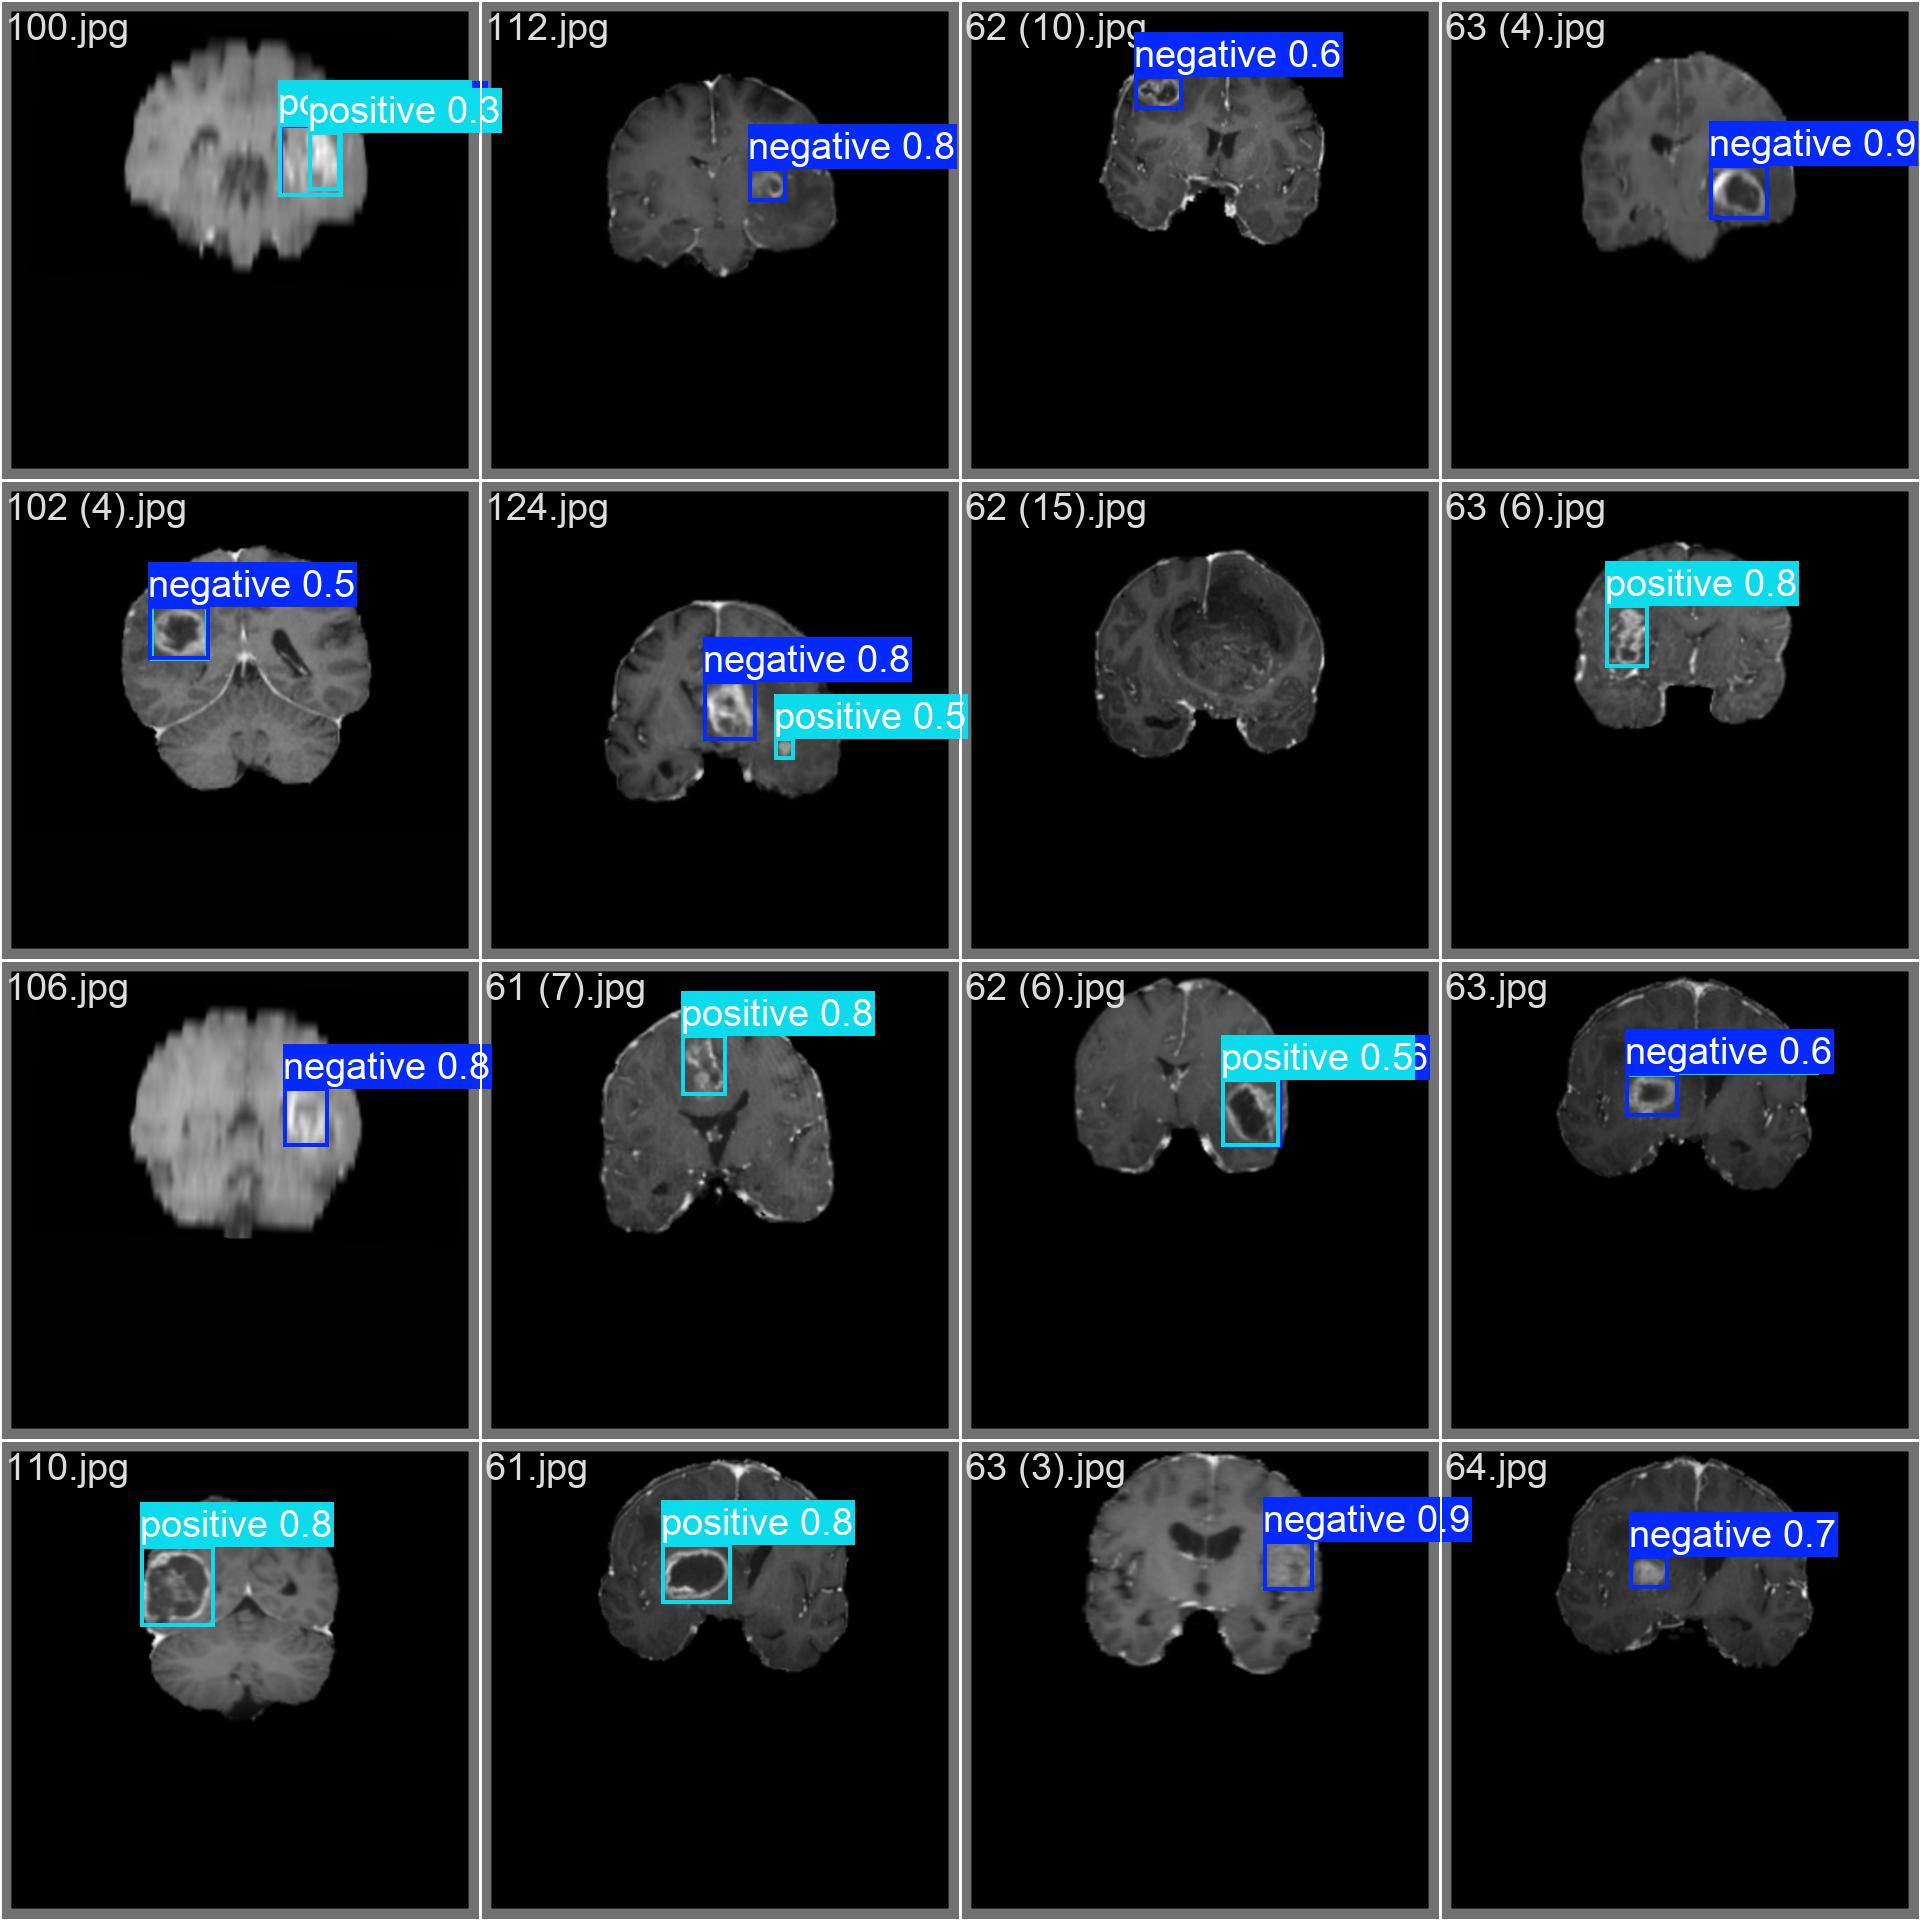 100.jpg
positive 0.3
112.jpg
negative 0.8
62 (10).jpg
negative 0.6
63 (4).jpg
negative 0.9
102 (4).jpg
negative 0.5
124.jpg
negative 0.8
positive 0.5
62 (15).jpg
63 (6).jpg
positive 0.8
106.jpg
negative 0.8
61 (7).jpg
positive 0.8
62 (6).jpg
positive 0.5
63.jpg
negative 0.6
110.jpg
positive 0.8
61.jpg
positive 0.8
63 (3).jpg
negative 0.9
64.jpg
negative 0.7